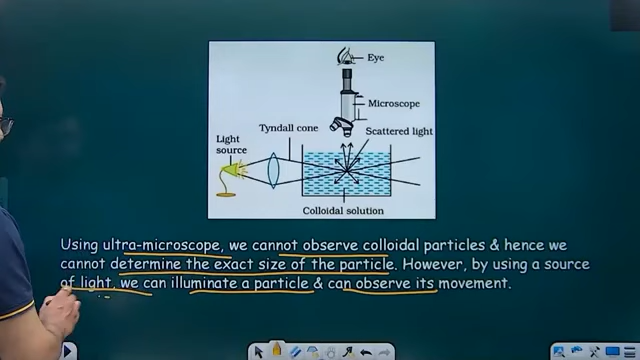 Eye
Microscope
Tyndall cone
Scattered light
Light
source
Colloidal solution
Using ultra-microscope, we cannot observe colloidal particles & hence we
cannot determine the exact size of the particle. However, by using a source
of light, we can illuminate a particle & can observe its movement.